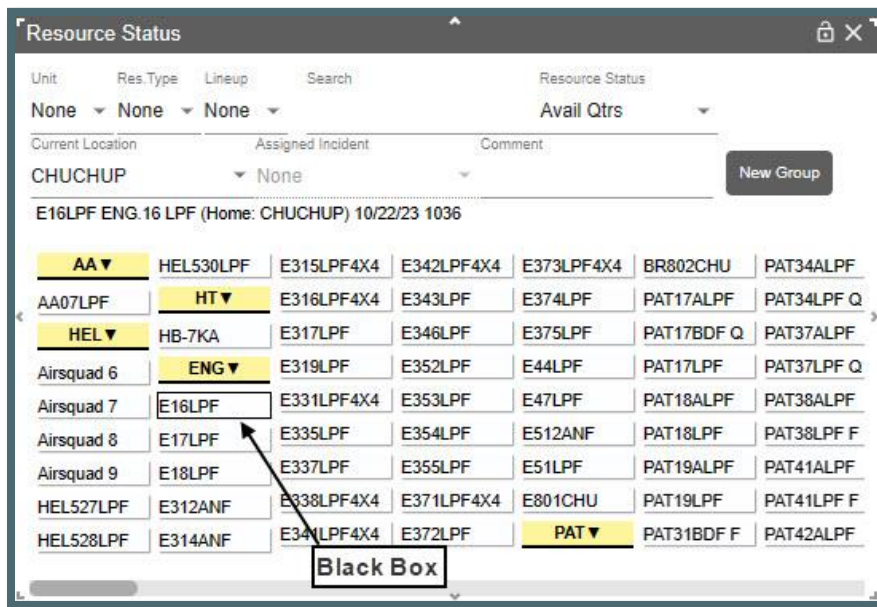 Resource Status
Unit Res.Type Lineup Search Resource Status
None None None Avail Qtrs
Current Location Assigned Incident Comment
CHUCHUP None New Group
E16LPF ENG.16 LPF (Home: CHUCHUP) 10/22/23 1036
AA▼ HEL530LPF E315LPF4X4 E342LPF4X4 E373LPF4X4 BR802CHU PAT34ALPF
AA07LPF HT▼ E316LPF4X4 E343LPF E374LPF PAT17ALPF PAT34LPF Q
HEL▼ HB-7KA E317LPF E346LPF E375LPF PAT17BDF Q PAT37ALPF
Airsquad 6 ENG▼ E319LPF E352LPF E44LPF PAT17LPF PAT37LPF Q
Airsquad 7 E16LPF E331LPF4X4 E353LPF E47LPF PAT18ALPF PAT38ALPF
Airsquad 8 E17LPF E335LPF E354LPF E512ANF PAT18LPF PAT38LPF F
Airsquad 9 E18LPF E337LPF E355LPF E51LPF PAT19ALPF PAT41ALPF
HEL527LPF E312ANF E338LPF4X4 E371LPF4X4 E801CHU PAT19LPF PAT41LPF F
HEL528LPF E314ANF E341LPF4X4 E372LPF PAT▼ PAT31BDF F PAT42ALPF
Black Box